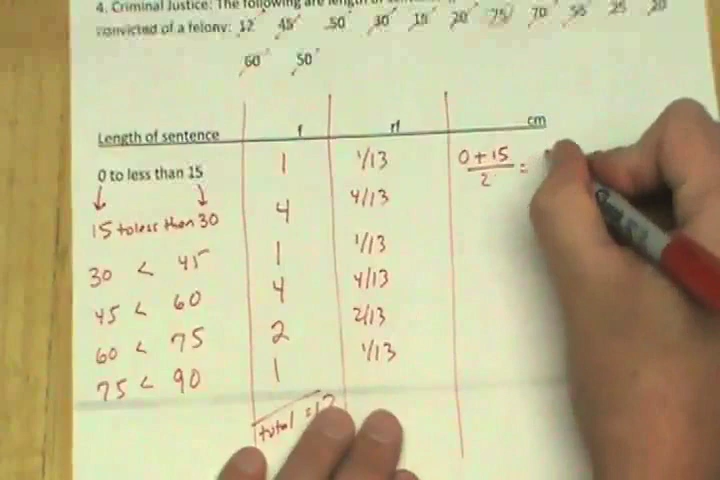 4. Criminal Justice: The following are length of
convicted of a felony: 12 45 50 30 15 20 75 70 55 25 20
60 50
Length of sentence f rf cm
0 to less than 15 1 1/13 0+15/2 =
15 to less than 30 4 4/13
30 < 45 1 1/13
45 < 60 4 4/13
60 < 75 2 2/13
75 < 90 1 1/13
total =